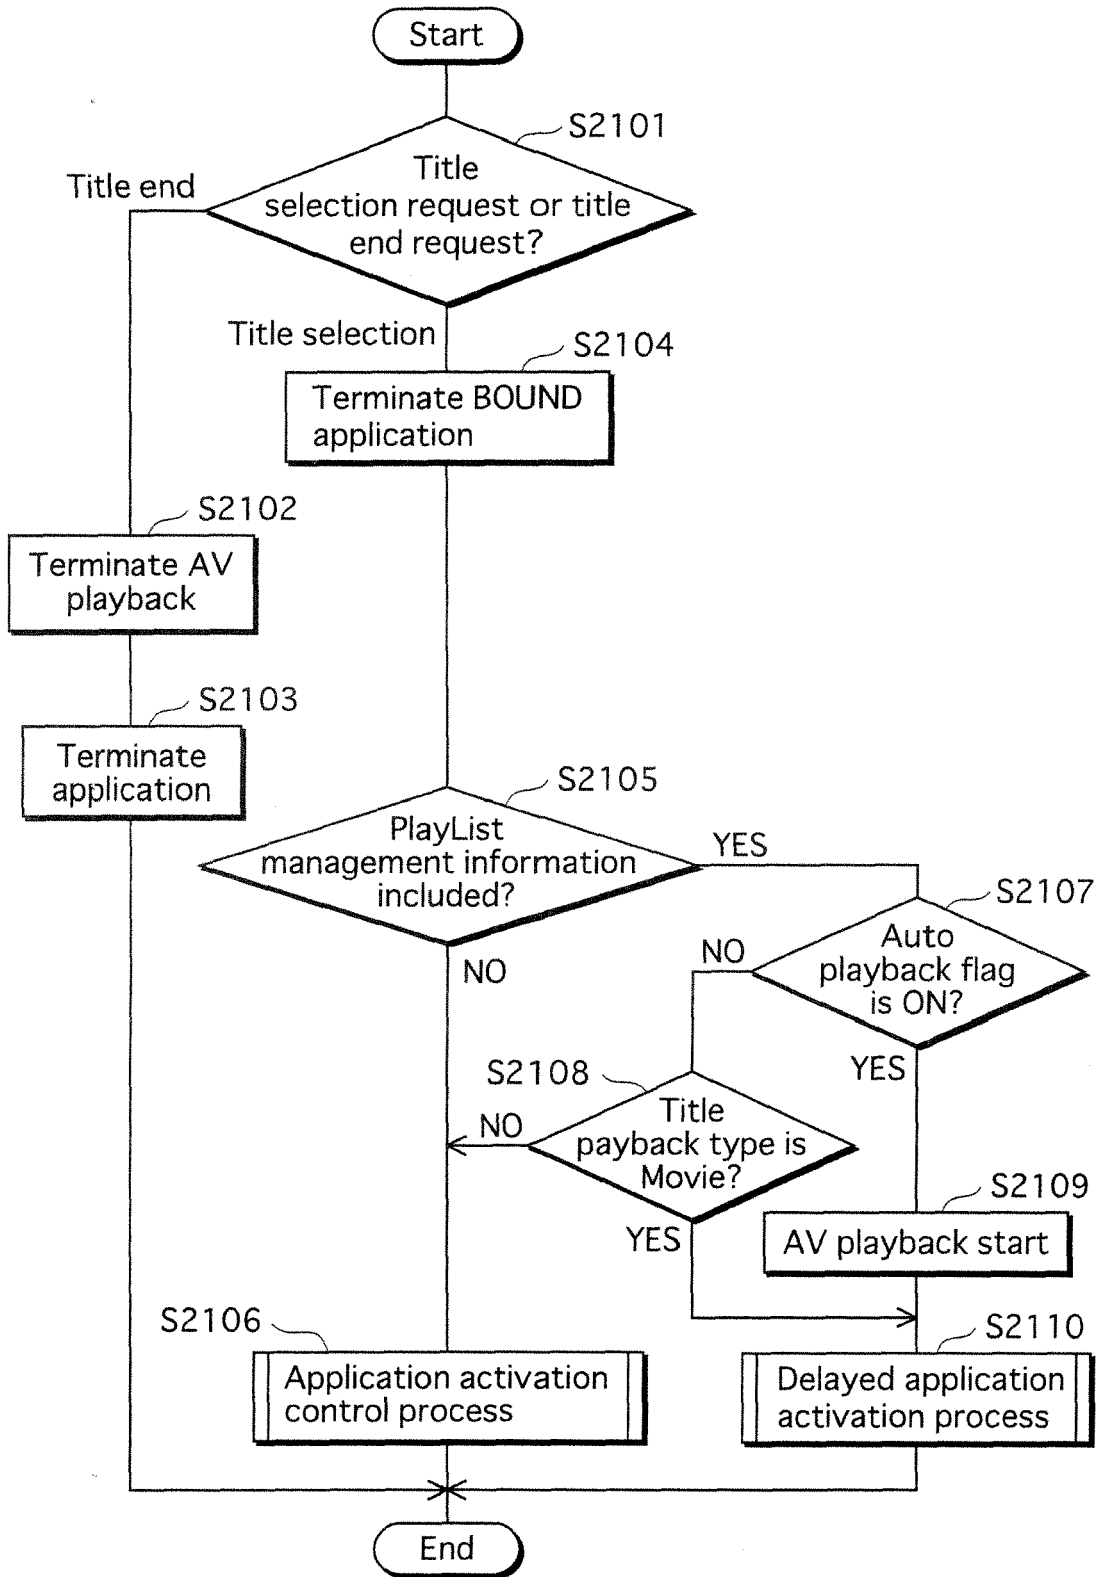 Start
S2101
Title
selection request or title
end request?
Title end
Title selection
S2104
Terminate BOUND
application
S2102
Terminate AV
playback
S2103
Terminate
application
S2105
PlayList
management information
included?
YES
NO
S2107
Auto
playback flag
is ON?
NO
YES
S2108
Title
payback type is
Movie?
NO
YES
S2109
AV playback start
S2106
Application activation
control process
S2110
Delayed application
activation process
End